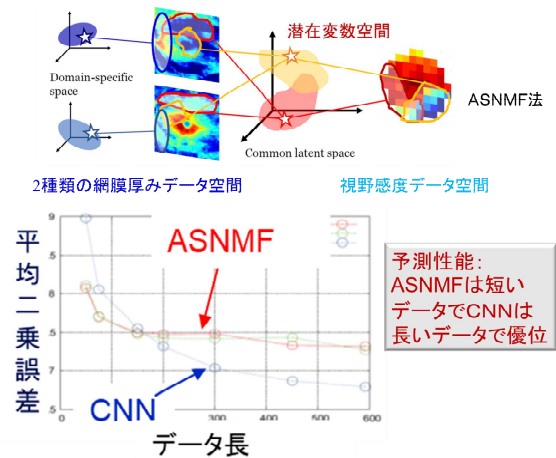 潜在変数空間
Domain-specific
space
Common latent space
ASNMF法
2種類の網膜厚みデータ空間
視野感度データ空間
平均二乗誤差
9
.5
8
.5
7
.5
ASNMF
CNN
0
100
300
400
500
600
データ長
予測性能：
ASNMFは短い
データでCNNは
長いデータで優位